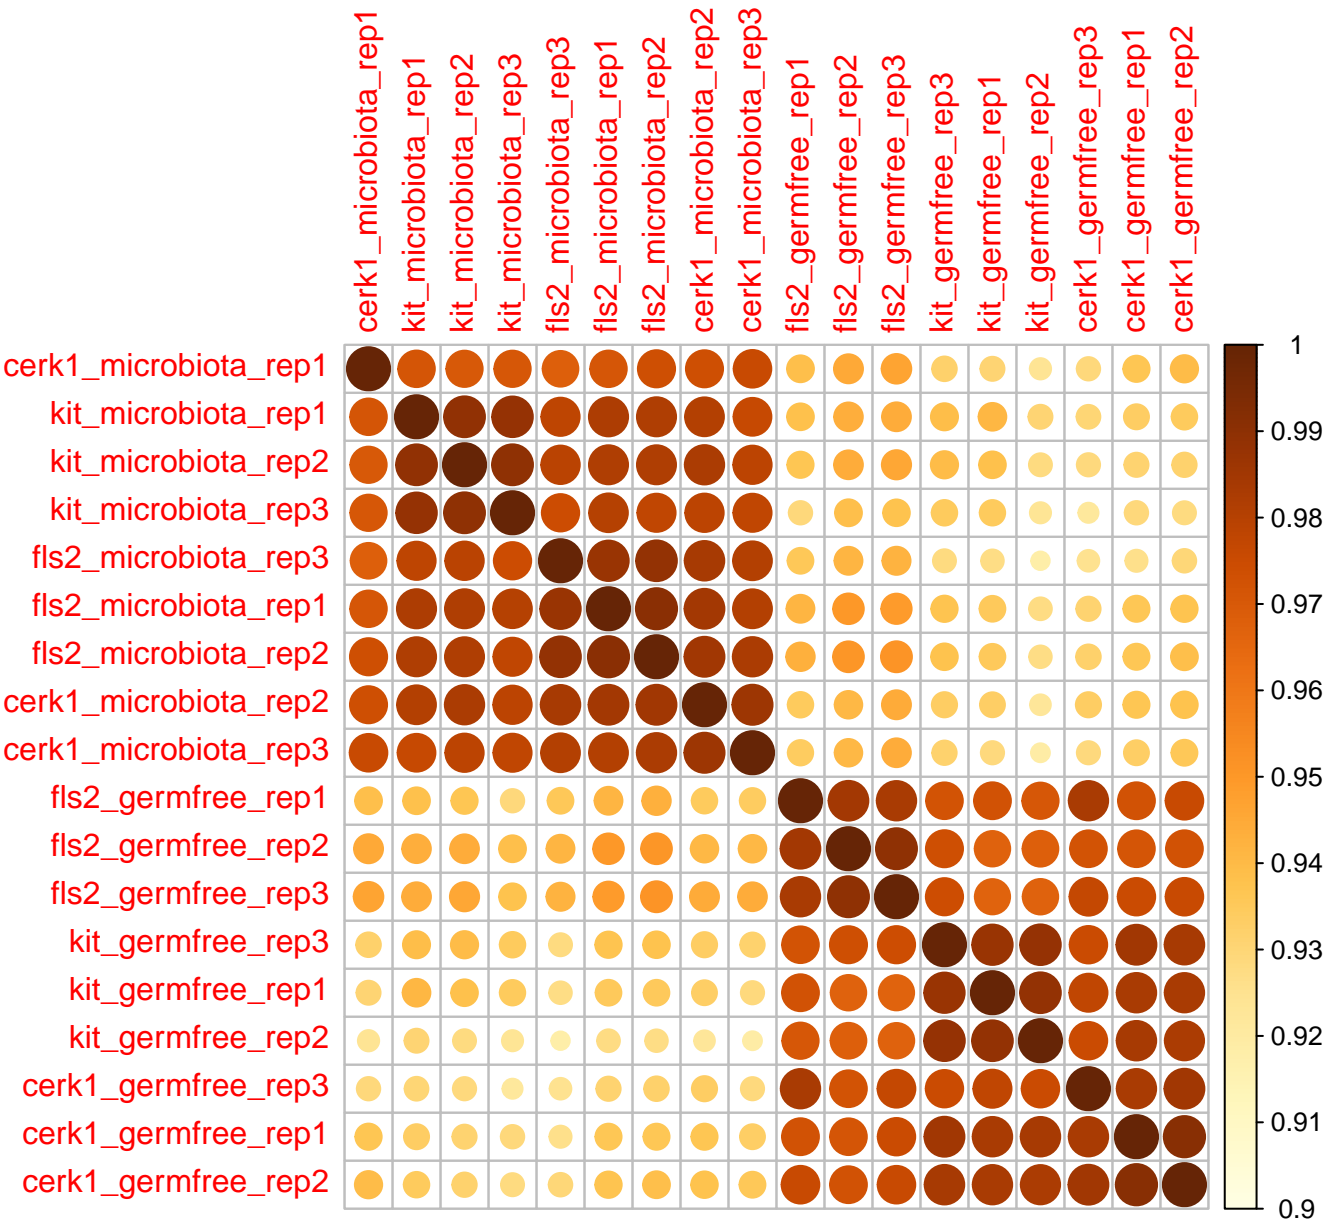 cerk1_microbiota_rep1
kit_microbiota_rep1
kit_microbiota_rep2
kit_microbiota_rep3
fls2_microbiota_rep3
fls2_microbiota_rep1
fls2_microbiota_rep2
cerk1_microbiota_rep2
cerk1_microbiota_rep3
fls2_germfree_rep1
fls2_germfree_rep2
fls2_germfree_rep3
kit_germfree_rep3
kit_germfree_rep1
kit_germfree_rep2
cerk1_germfree_rep3
cerk1_germfree_rep1
cerk1_germfree_rep2
cerk1_microbiota_rep1
kit_microbiota_rep1
kit_microbiota_rep2
kit_microbiota_rep3
fls2_microbiota_rep3
fls2_microbiota_rep1
fls2_microbiota_rep2
cerk1_microbiota_rep2
cerk1_microbiota_rep3
fls2_germfree_rep1
fls2_germfree_rep2
fls2_germfree_rep3
kit_germfree_rep3
kit_germfree_rep1
kit_germfree_rep2
cerk1_germfree_rep3
cerk1_germfree_rep1
cerk1_germfree_rep2
1
0.99
0.98
0.97
0.96
0.95
0.94
0.93
0.92
0.91
0.9